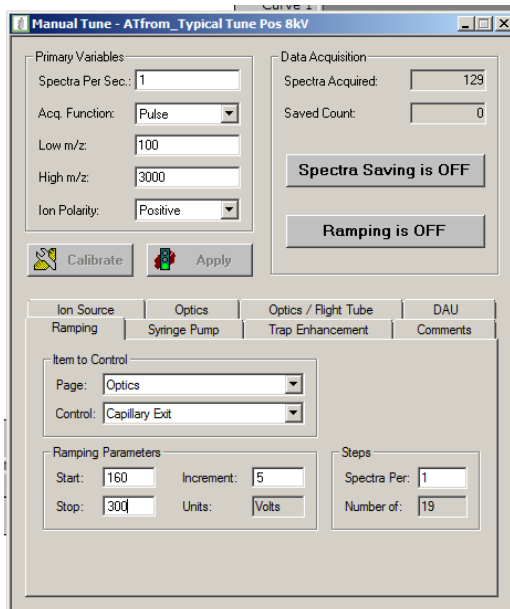 Curve 1
Manual Tune - ATfrom_Typical Tune Pos 8kV
Primary Variables
Spectra Per Sec.: 1
Acq. Function: Pulse
Low m/z: 100
High m/z: 3000
Ion Polarity: Positive
Data Acquisition
Spectra Acquired: 129
Saved Count: 0
Spectra Saving is OFF
Ramping is OFF
Calibrate
Apply
Ion Source Optics Optics / Flight Tube DAU
Ramping Syringe Pump Trap Enhancement Comments
Item to Control
Page: Optics
Control: Capillary Exit
Ramping Parameters
Start: 160 Increment: 5
Stop: 300 Units: Volts
Steps
Spectra Per: 1
Number of: 19